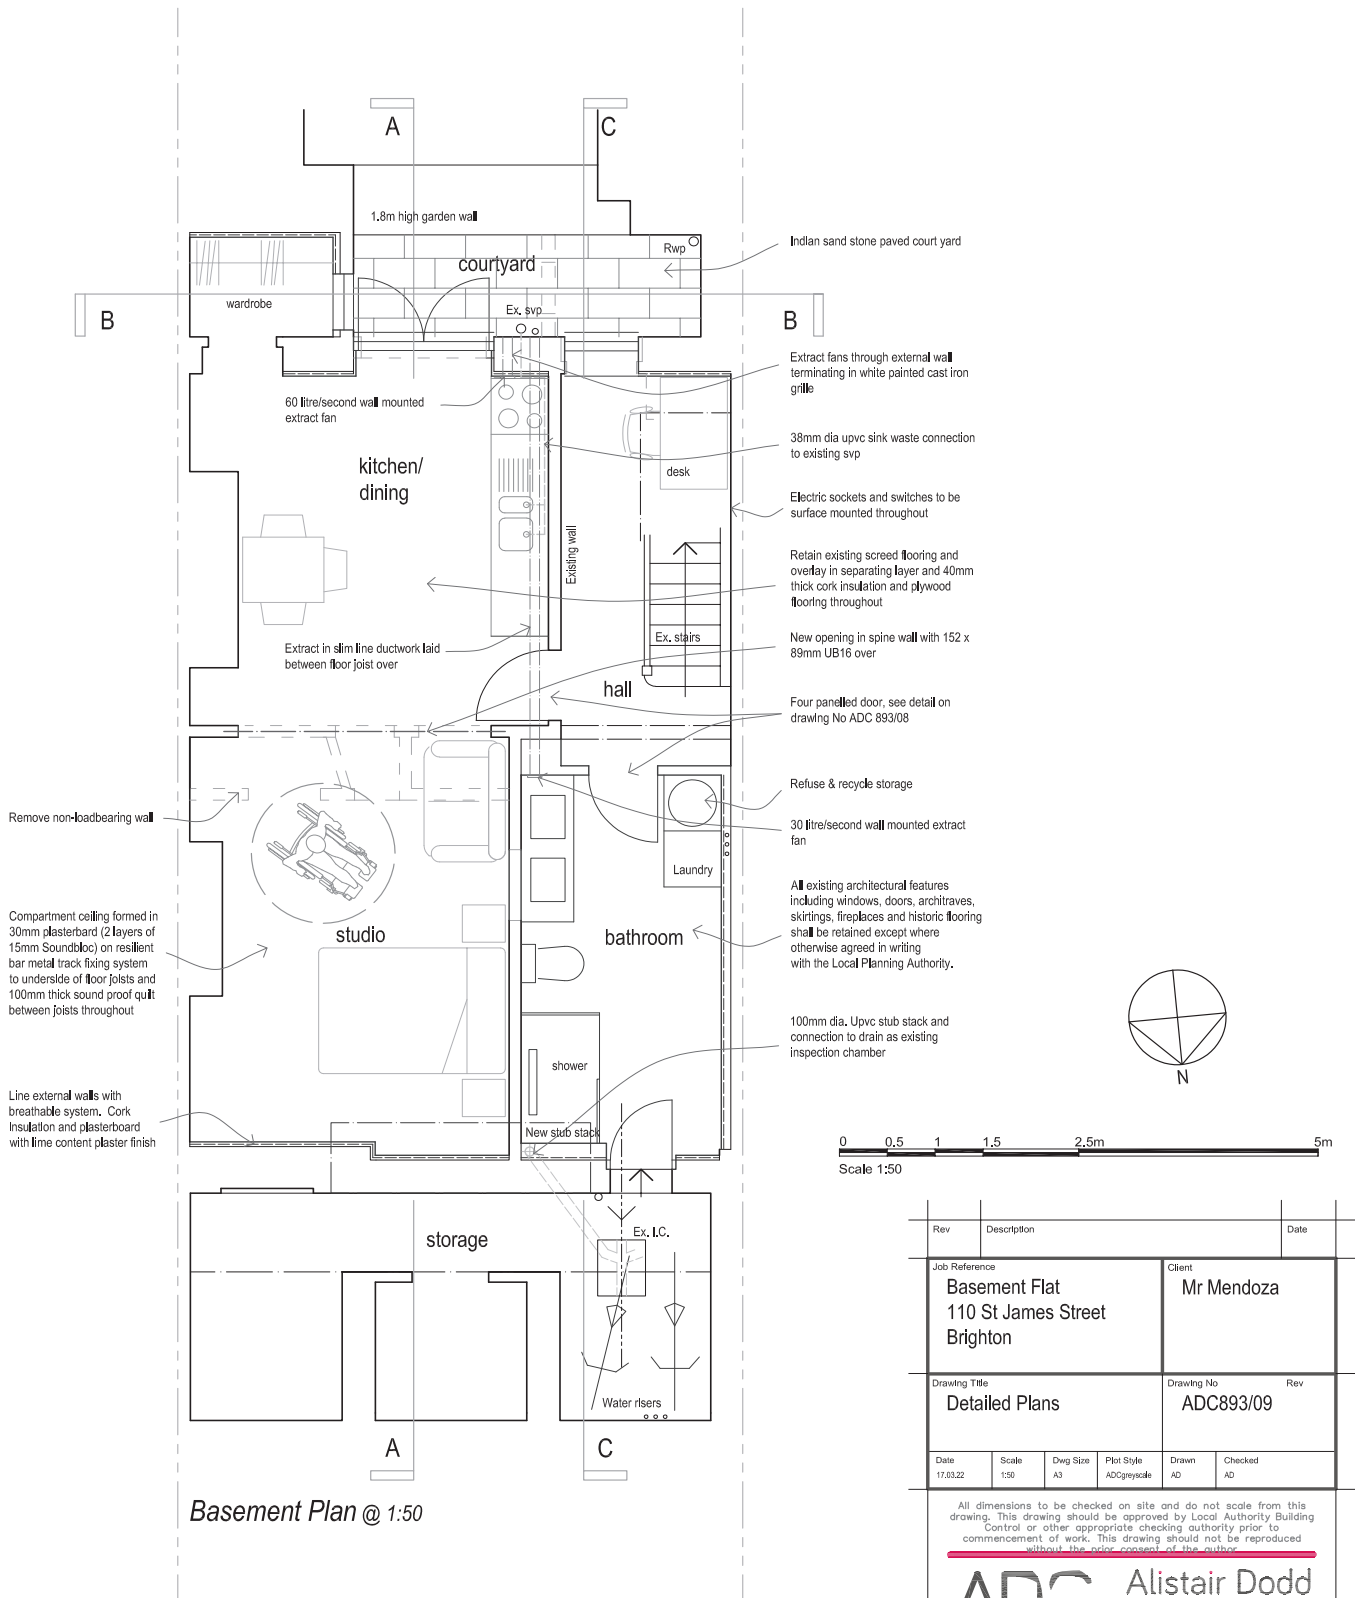 A
C
1.8m high garden wall
Rwp
courtyard
Indian sand stone paved court yard
wardrobe
Ex. svp
B
B
Extract fans through external wall
terminating in white painted cast iron
grille
60 litre/second wall mounted
extract fan
38mm dia upvc sink waste connection
to existing svp
kitchen/
dining
desk
Electric sockets and switches to be
surface mounted throughout
Existing wall
Retain existing screed flooring and
overlay in separating layer and 40mm
thick cork insulation and plywood
flooring throughout
Ex. stairs
New opening in spine wall with 152 x
89mm UB16 over
Extract in slim line ductwork laid
between floor joist over
hall
Four panelled door, see detail on
drawing No ADC 893/08
Refuse & recycle storage
Remove non-loadbearing wall
30 litre/second wall mounted extract
fan
Laundry
All existing architectural features
including windows, doors, architraves,
skirtings, fireplaces and historic flooring
shall be retained except where
otherwise agreed in writing
with the Local Planning Authority.
Compartment ceiling formed in
30mm plasterbard (2 layers of
15mm Soundbloc) on resilient
bar metal track fixing system
to underside of floor joists and
100mm thick sound proof quilt
between joists throughout
studio
bathroom
100mm dia. Upvc stub stack and
connection to drain as existing
inspection chamber
shower
N
Line external walls with
breathable system. Cork
Insulation and plasterboard
with lime content plaster finish
New stub stack
0 0.5 1 1.5 2.5m 5m
Scale 1:50
storage
Ex. I.C.
Water risers
A
C
Basement Plan @ 1:50
Rev Description Date
Job Reference
Basement Flat
110 St James Street
Brighton
Client
Mr Mendoza
Drawing Title
Detailed Plans
Drawing No Rev
ADC893/09
Date Scale Dwg Size Plot Style Drawn Checked
17.03.22 1:50 A3 ADCgreyscale AD AD
All dimensions to be checked on site and do not scale from this
drawing. This drawing should be approved by Local Authority Building
Control or other appropriate checking authority prior to
commencement of work. This drawing should not be reproduced
without the prior consent of the author
ADC
Alistair Dodd